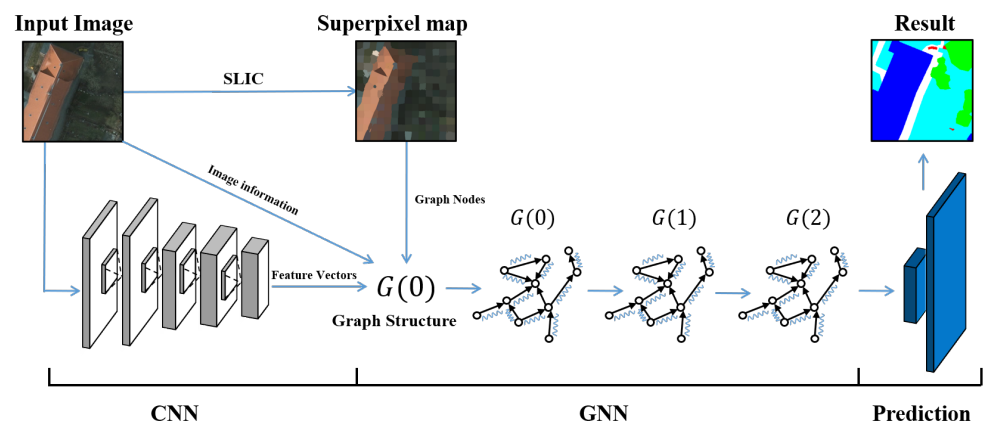 Input Image
Superpixel map
Result
SLIC
Image information
Graph Nodes
G(0)
G(1)
G(2)
Feature Vectors
G(0)
Graph Structure
CNN
GNN
Prediction